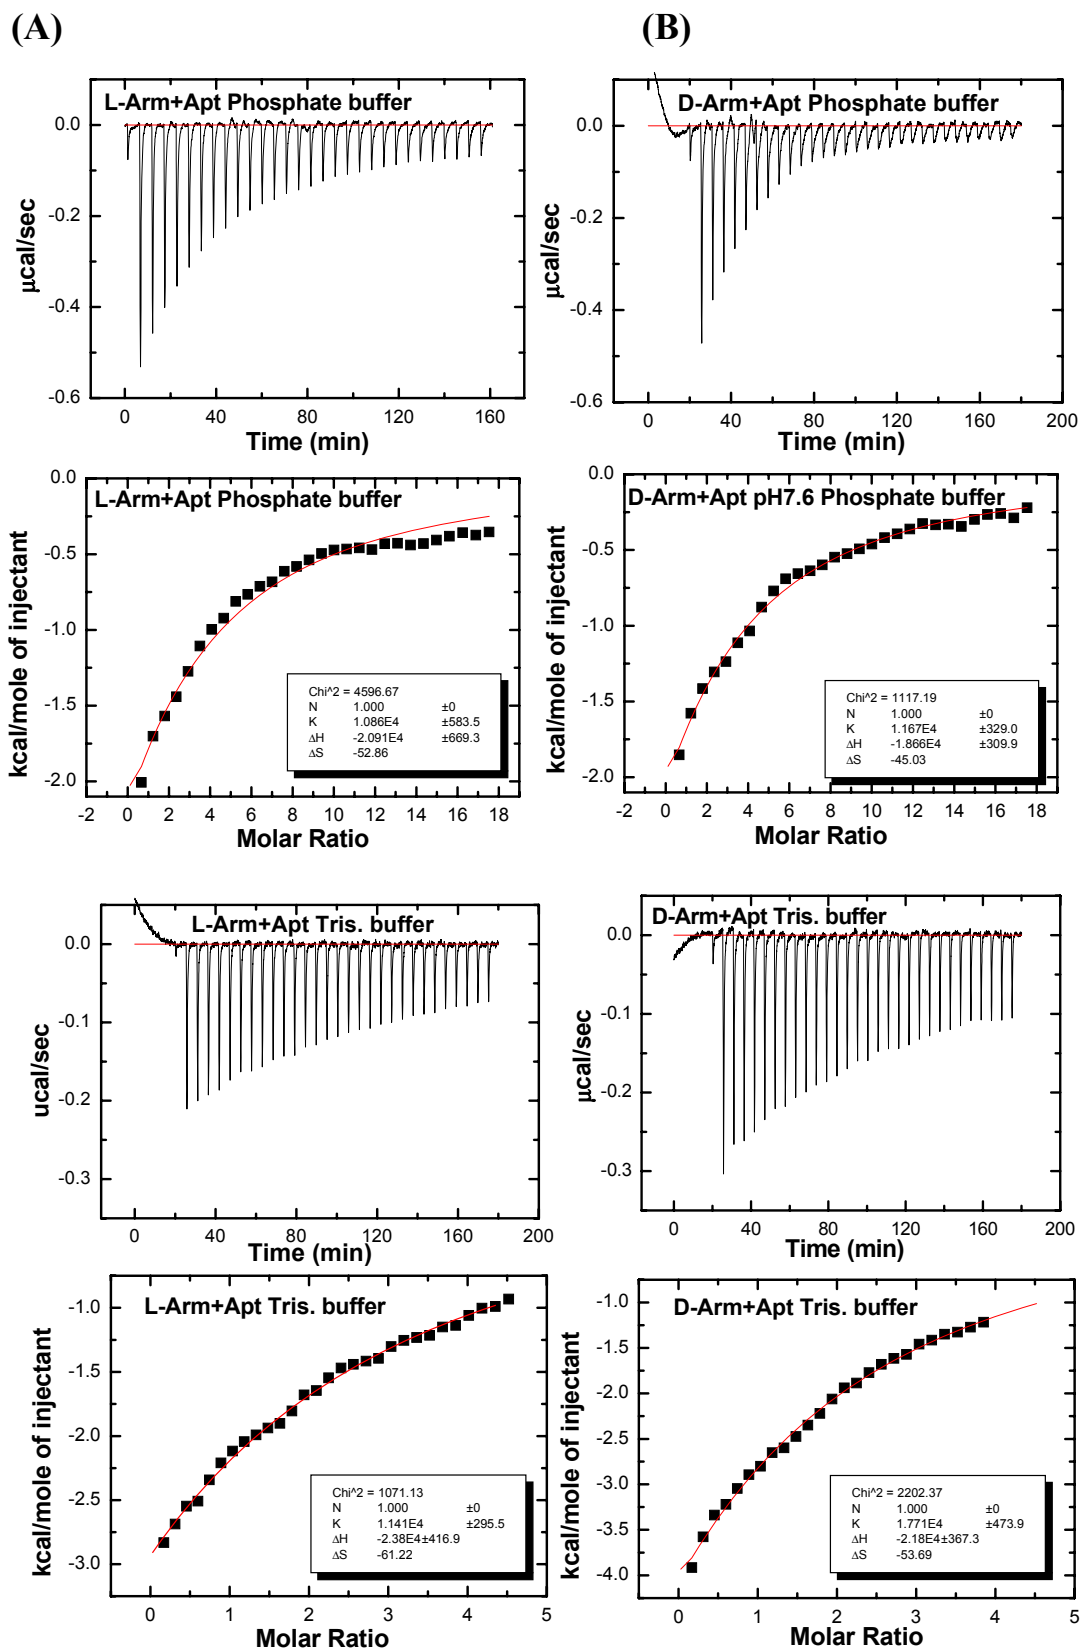 (A)
(B)
L-Arm+Apt Phosphate buffer
0.0
-0.2
-0.4
-0.6
µcal/sec
0 40 80 120 160
Time (min)
D-Arm+Apt Phosphate buffer
0.0
-0.2
-0.4
-0.6
µcal/sec
0 40 80 120 160 200
Time (min)
L-Arm+Apt Phosphate buffer
0.0
-0.5
-1.0
-1.5
-2.0
kcal/mole of injectant
Chi^2 = 4596.67
N 1.000 ±0
K 1.086E4 ±583.5
ΔH -2.091E4 ±669.3
ΔS -52.86
-2 0 2 4 6 8 10 12 14 16 18
Molar Ratio
D-Arm+Apt pH7.6 Phosphate buffer
0.0
-0.5
-1.0
-1.5
-2.0
kcal/mole of injectant
Chi^2 = 1117.19
N 1.000 ±0
K 1.167E4 ±329.0
ΔH -1.866E4 ±309.9
ΔS -45.03
-2 0 2 4 6 8 10 12 14 16 18
Molar Ratio
L-Arm+Apt Tris. buffer
0.0
-0.1
-0.2
-0.3
ucal/sec
0 40 80 120 160 200
Time (min)
D-Arm+Apt Tris. buffer
0.0
-0.1
-0.2
-0.3
µcal/sec
0 40 80 120 160 200
Time (min)
L-Arm+Apt Tris. buffer
-1.0
-1.5
-2.0
-2.5
-3.0
kcal/mole of injectant
Chi^2 = 1071.13
N 1.000 ±0
K 1.141E4 ±295.5
ΔH -2.38E4±416.9
ΔS -61.22
0 1 2 3 4 5
Molar Ratio
D-Arm+Apt Tris. buffer
-1.0
-1.5
-2.0
-2.5
-3.0
-3.5
-4.0
kcal/mole of injectant
Chi^2 = 2202.37
N 1.000 ±0
K 1.771E4 ±473.9
ΔH -2.18E4±367.3
ΔS -53.69
0 1 2 3 4 5
Molar Ratio